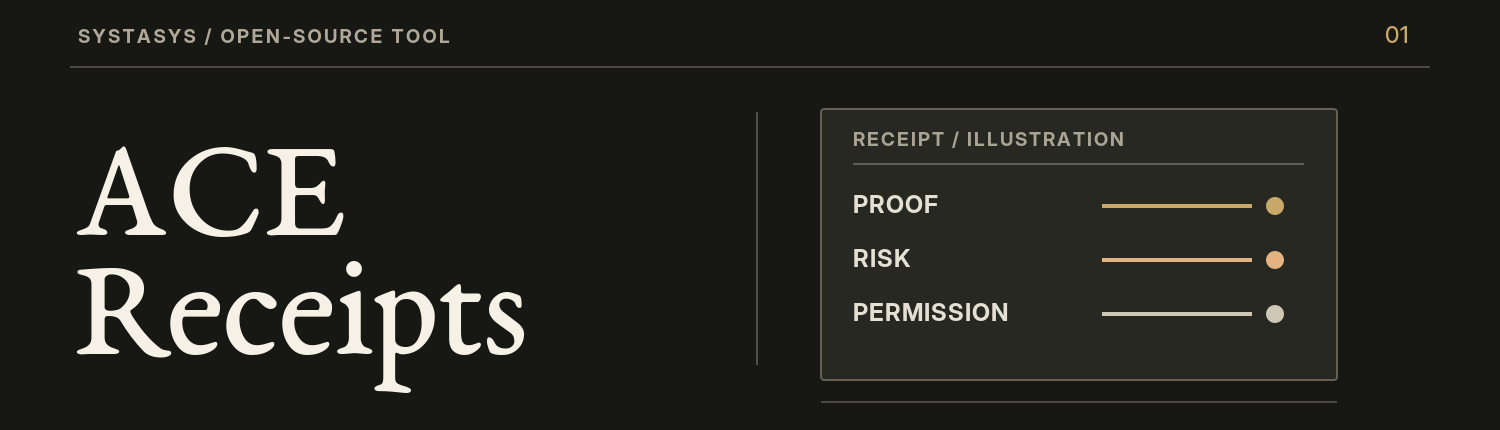 SYSTASYS / OPEN-SOURCE TOOL
01
ACE
Receipts
RECEIPT / ILLUSTRATION
PROOF
RISK
PERMISSION